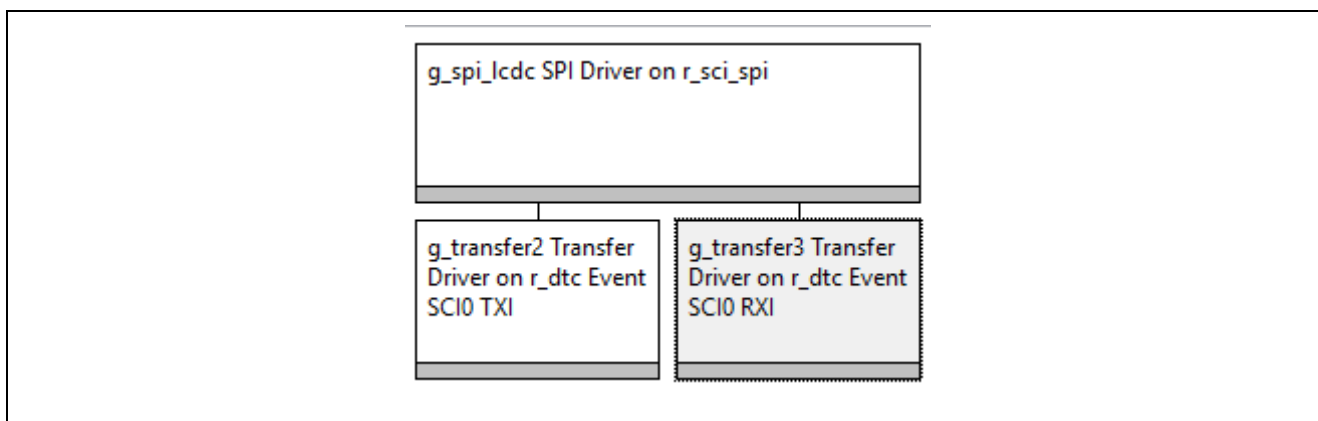 g_spi_lcdc SPI Driver on r_sci_spi
g_transfer2 Transfer
Driver on r_dtc Event
SCI0 TXI
g_transfer3 Transfer
Driver on r_dtc Event
SCI0 RXI